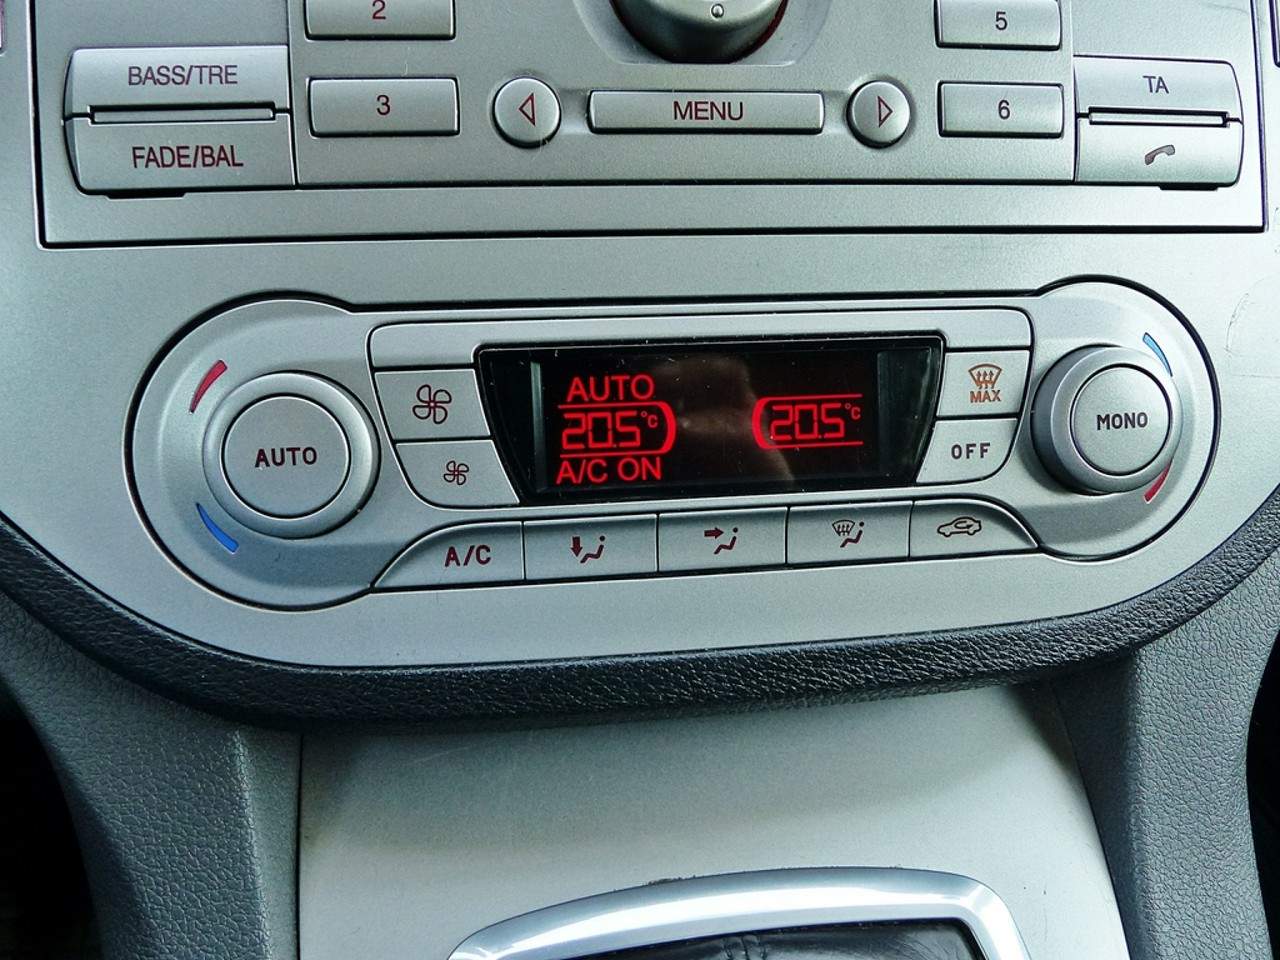 2
5
BASS/TRE
3
MENU
6
TA
FADE/BAL
AUTO
20.5°C
20.5°C
A/C ON
MAX
AUTO
MONO
OFF
A/C